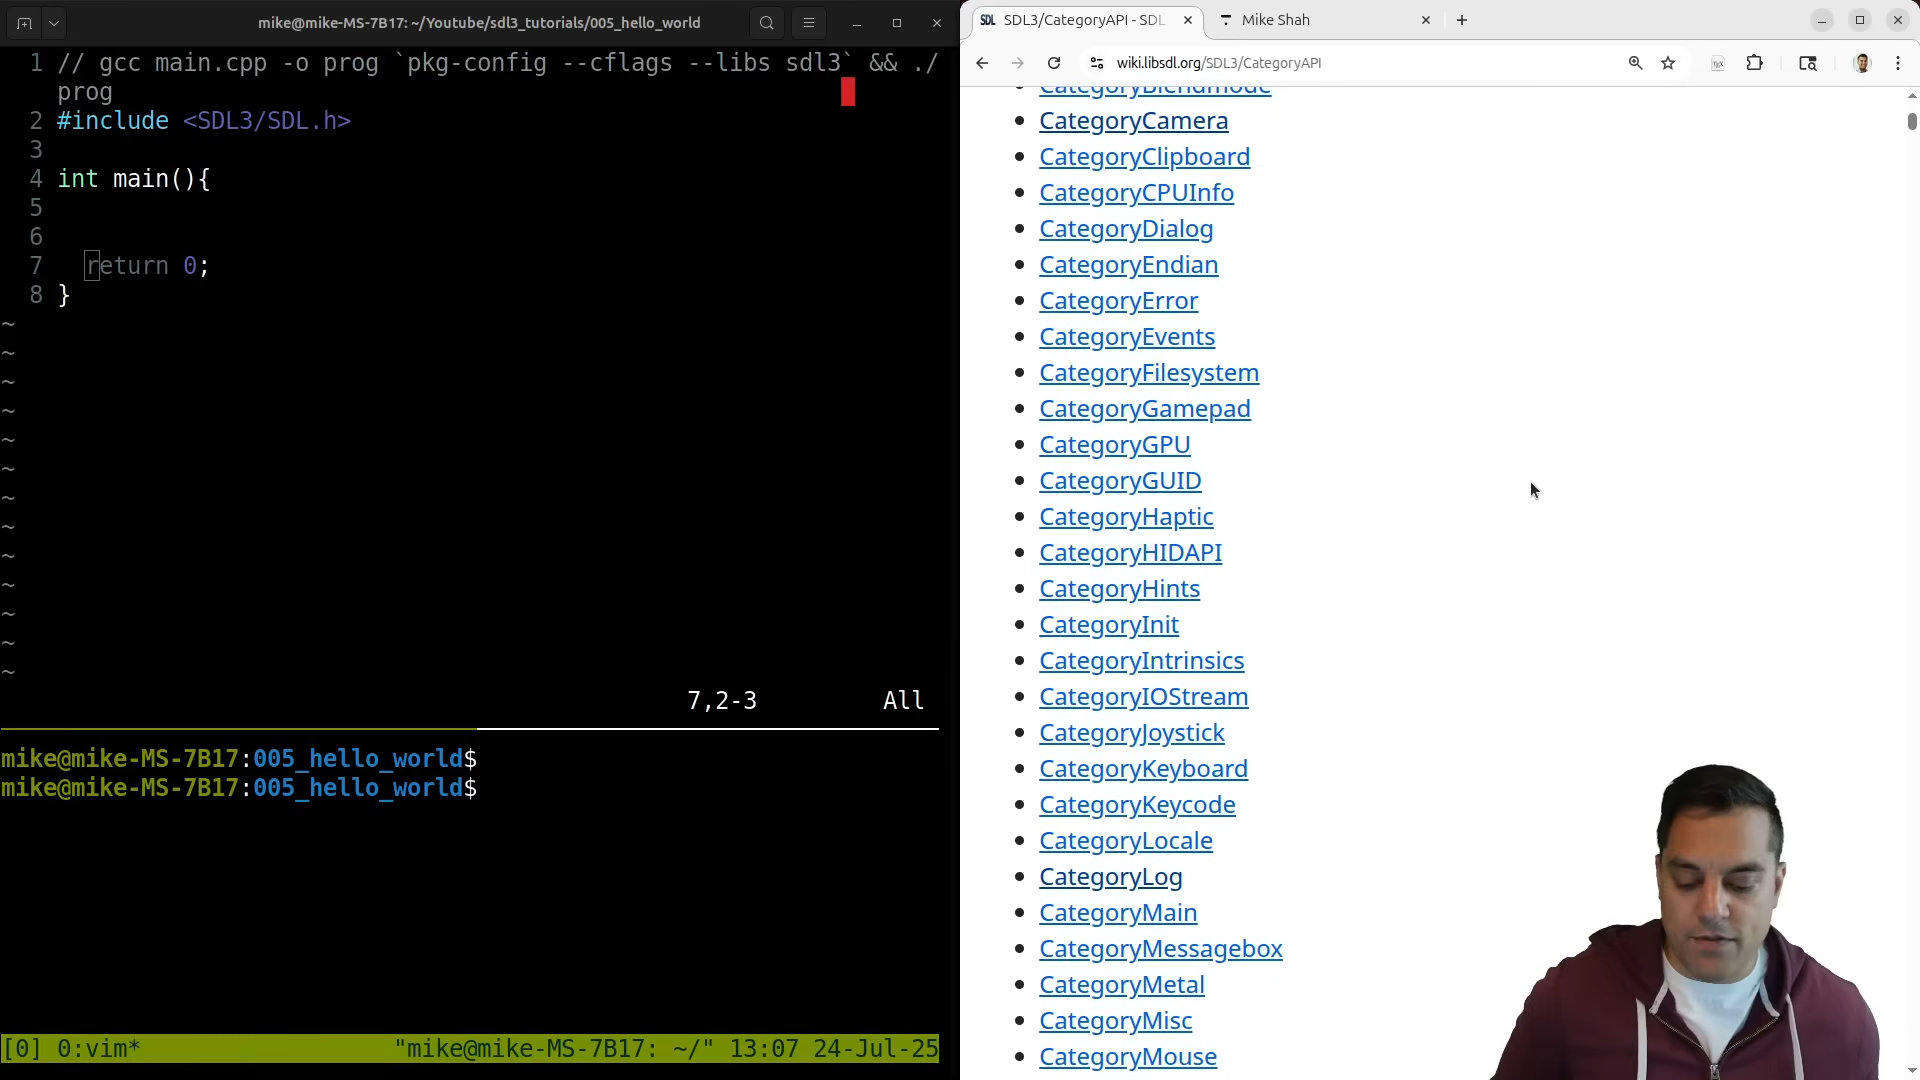 mike@mike-MS-7B17: ~/Youtube/sdl3_tutorials/005_hello_world
1 // gcc main.cpp -o prog `pkg-config --cflags --libs sdl3` && ./
prog
2 #include <SDL3/SDL.h>
3
4 int main(){
5
6
7 return 0;
8 }
~
~
~
~
~
~
~
~
~
~
~
~
~
7,2-3 All
mike@mike-MS-7B17:005_hello_world$
mike@mike-MS-7B17:005_hello_world$
[0] 0:vim* "mike@mike-MS-7B17: ~/" 13:07 24-Jul-25
SDL SDL3/CategoryAPI - SDL
Mike Shah
wiki.libsdl.org/SDL3/CategoryAPI
CategoryBlendmode
CategoryCamera
CategoryClipboard
CategoryCPUInfo
CategoryDialog
CategoryEndian
CategoryError
CategoryEvents
CategoryFilesystem
CategoryGamepad
CategoryGPU
CategoryGUID
CategoryHaptic
CategoryHIDAPI
CategoryHints
CategoryInit
CategoryIntrinsics
CategoryIOStream
CategoryJoystick
CategoryKeyboard
CategoryKeycode
CategoryLocale
CategoryLog
CategoryMain
CategoryMessagebox
CategoryMetal
CategoryMisc
CategoryMouse